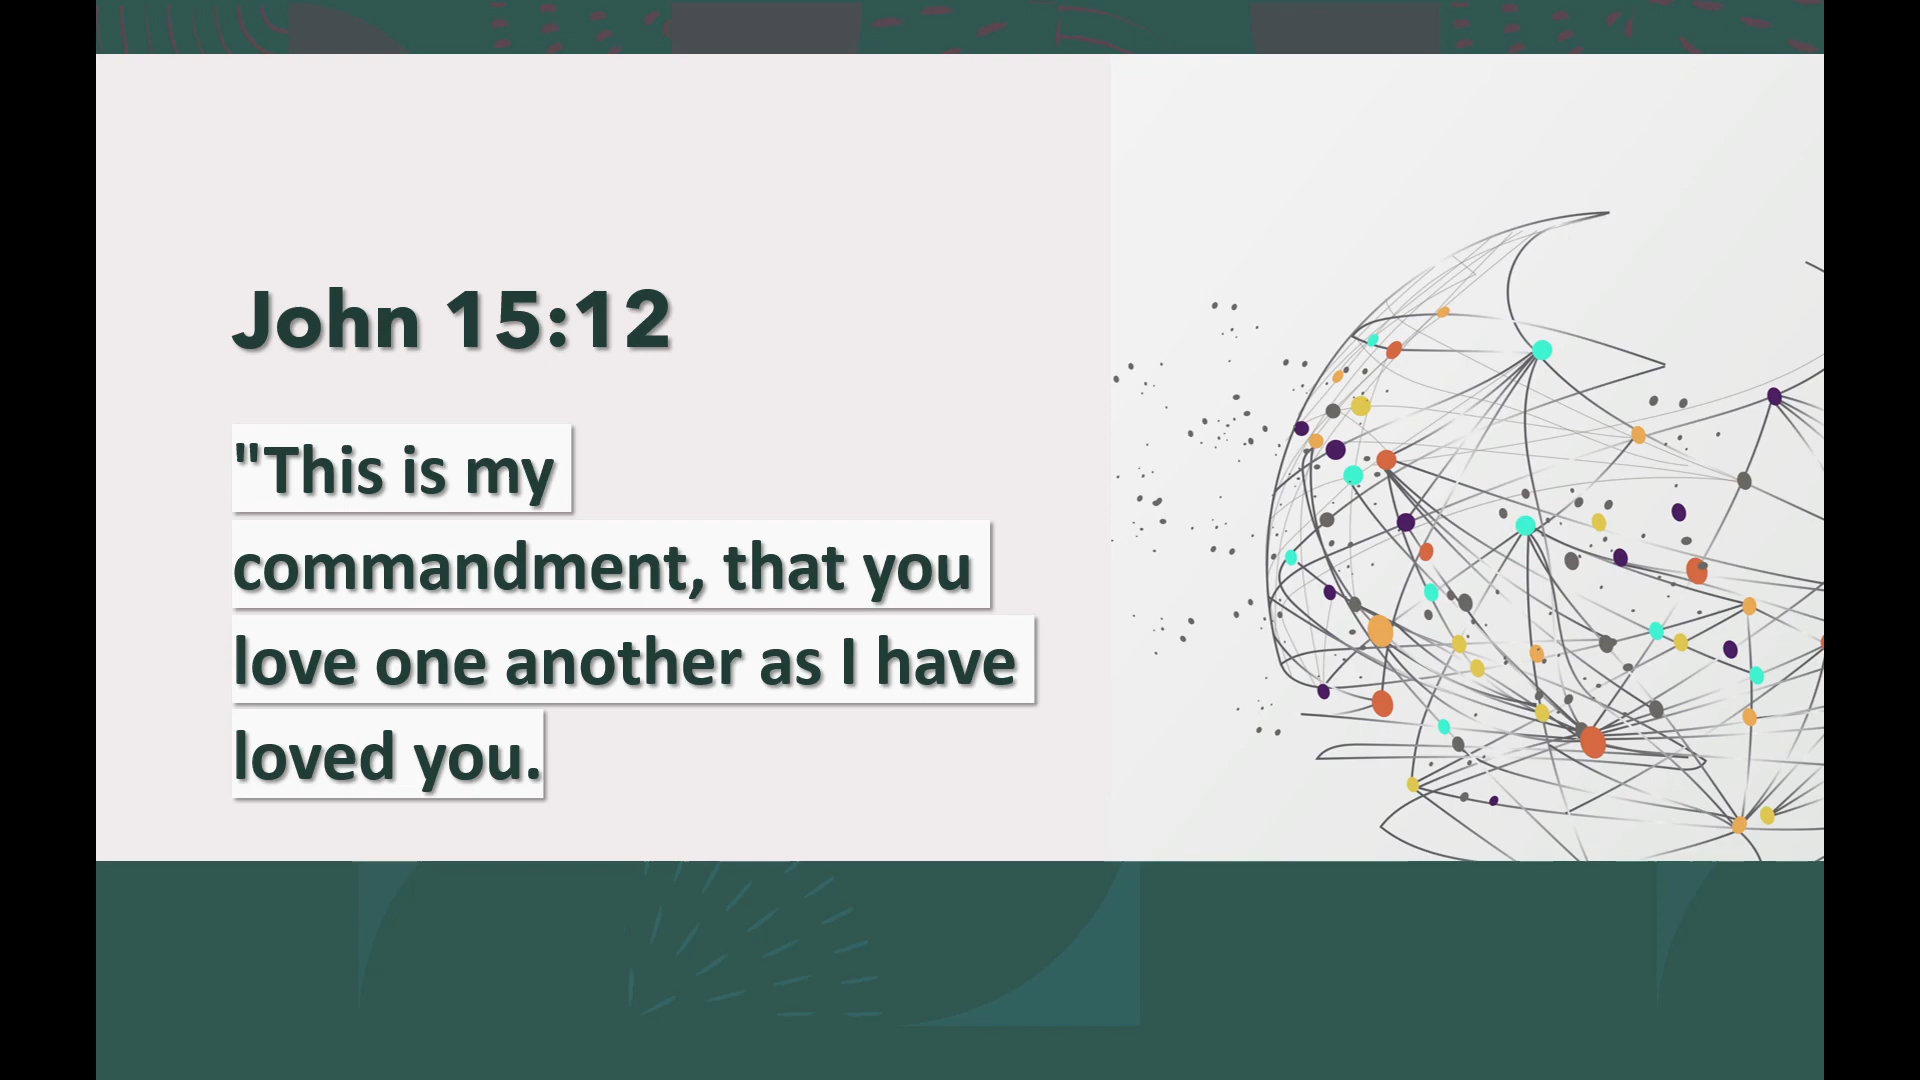 John 15:12
"This is my
commandment, that you
love one another as I have
loved you.